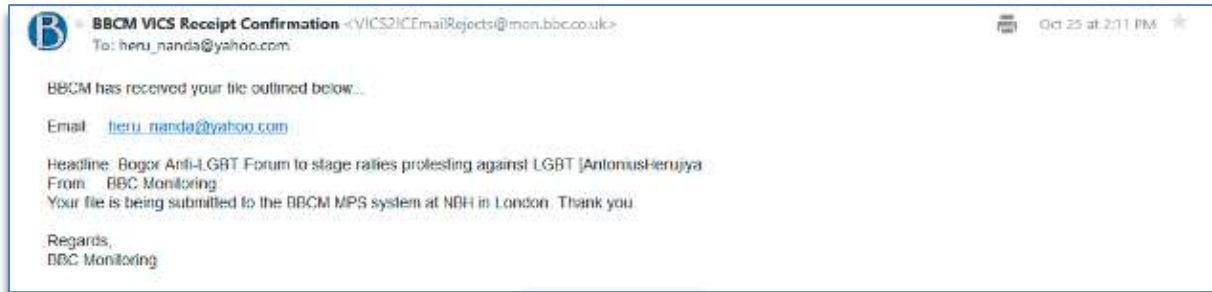 B
BBCM VICS Receipt Confirmation <VICS2ICEmailRejects@mon.bbc.co.uk> Oct 25 at 2:11 PM
To: heru_nanda@yahoo.com
BBCM has received your file outlined below...
Email: heru_nanda@yahoo.com
Headline: Bogor Anti-LGBT Forum to stage rallies protesting against LGBT [AntoniusHerujiya
From: BBC Monitoring
Your file is being submitted to the BBCM MPS system at NBH in London. Thank you.
Regards,
BBC Monitoring